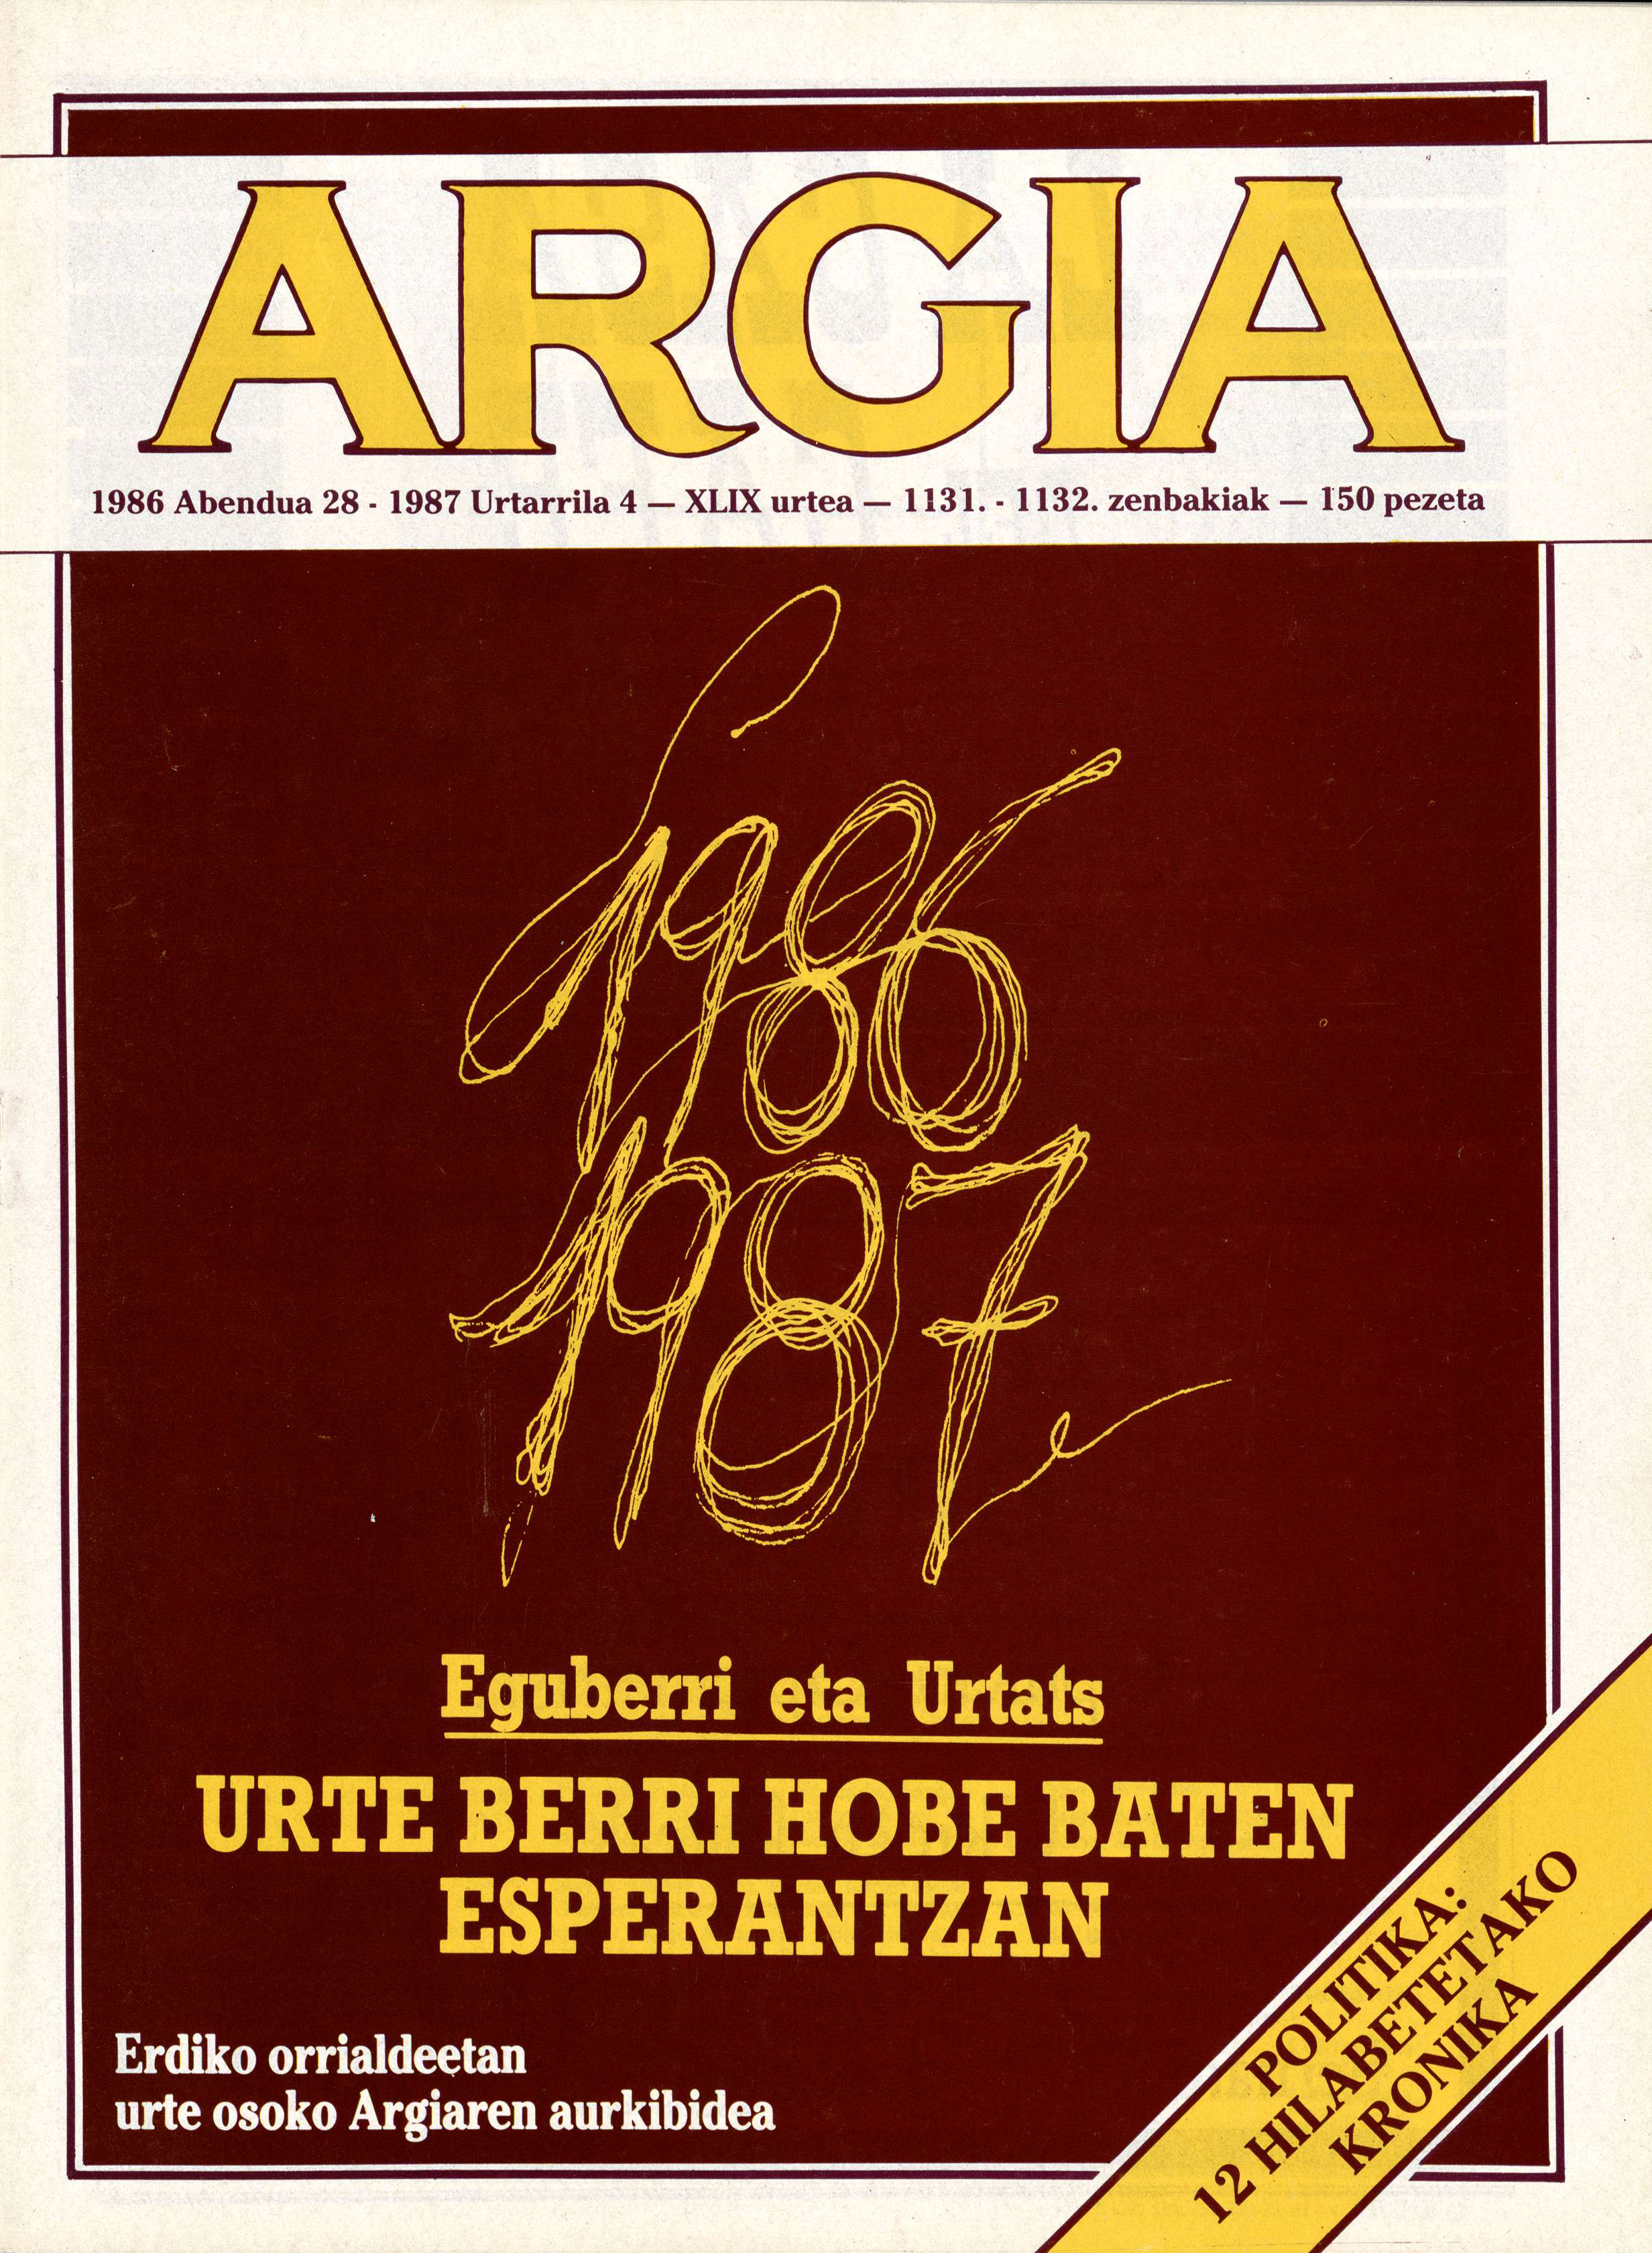 ARGIA
1986 Abendua 28 - 1987 Urtarrila 4 — XLIX urtea — 1131. - 1132. zenbakiak — 150 pezeta
1986
1987
Eguberri eta Urtats
URTE BERRI HOBE BATEN
ESPERANTZAN
Erdiko orrialdeetan
urte osoko Argiaren aurkibidea
POLITIKA:
12 HILABETETAKO
KRONIKA